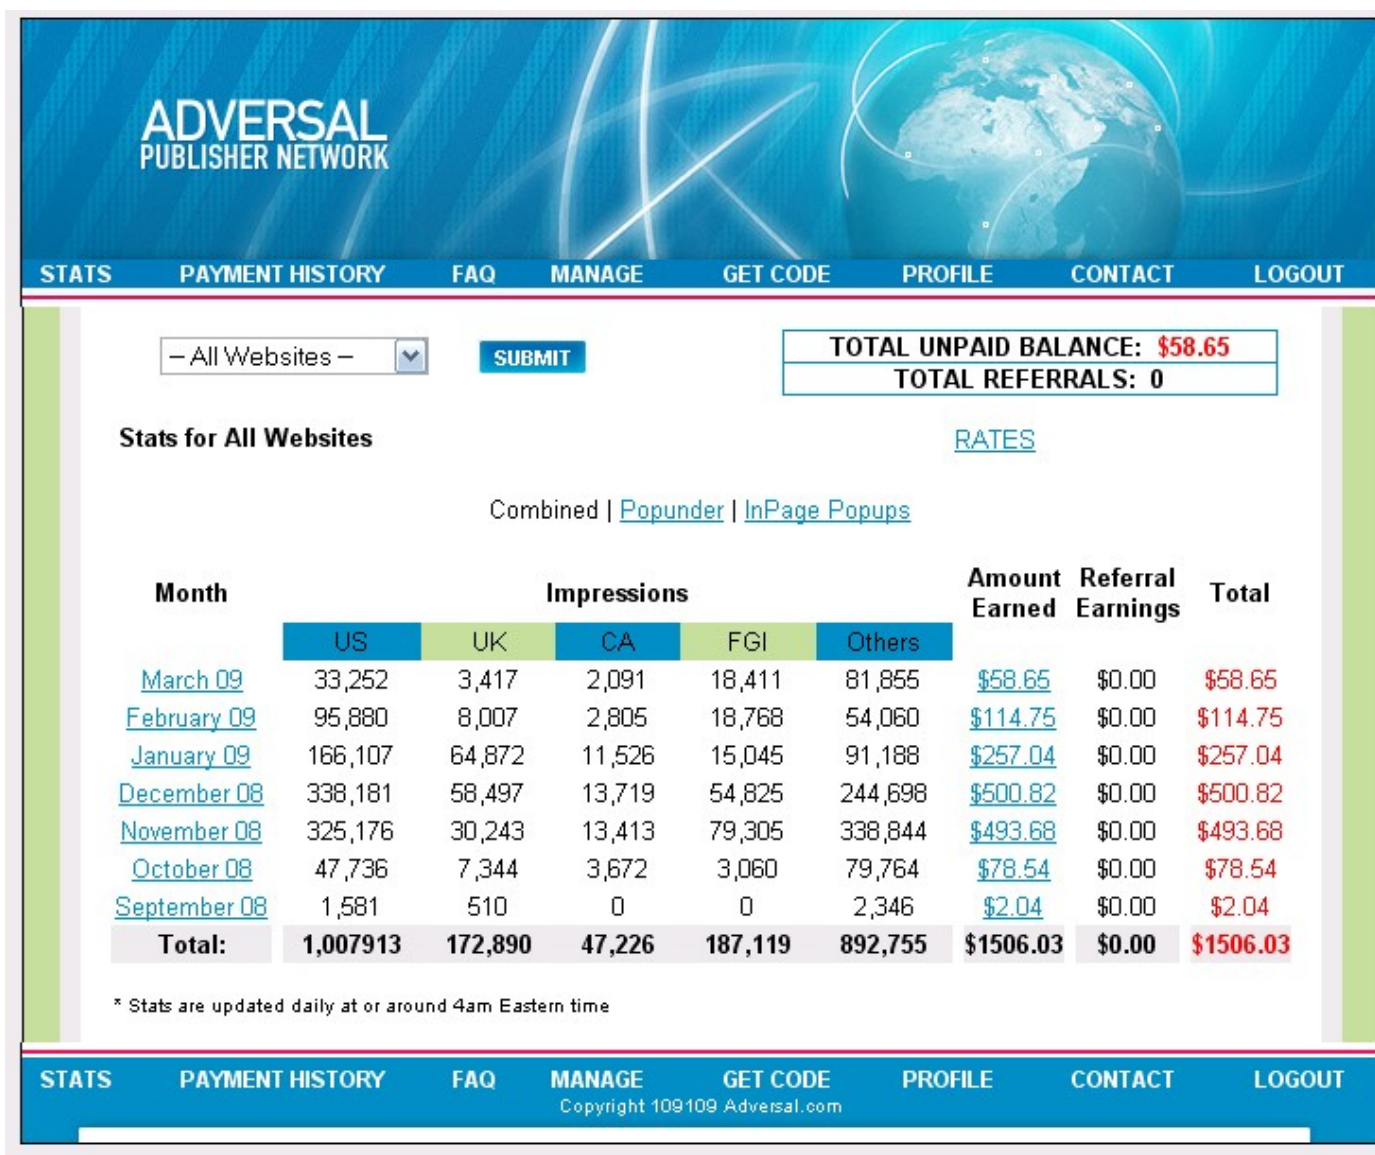 ADVERSAL
PUBLISHER NETWORK
STATS PAYMENT HISTORY FAQ MANAGE GET CODE PROFILE CONTACT LOGOUT
– All Websites – SUBMIT TOTAL UNPAID BALANCE: $58.65
TOTAL REFERRALS: 0
Stats for All Websites RATES
Combined | Popunder | InPage Popups
Month Impressions Amount Earned Referral Earnings Total
US UK CA FGI Others
March 09 33,252 3,417 2,091 18,411 81,855 $58.65 $0.00 $58.65
February 09 95,880 8,007 2,805 18,768 54,060 $114.75 $0.00 $114.75
January 09 166,107 64,872 11,526 15,045 91,188 $257.04 $0.00 $257.04
December 08 338,181 58,497 13,719 54,825 244,698 $500.82 $0.00 $500.82
November 08 325,176 30,243 13,413 79,305 338,844 $493.68 $0.00 $493.68
October 08 47,736 7,344 3,672 3,060 79,764 $78.54 $0.00 $78.54
September 08 1,581 510 0 0 2,346 $2.04 $0.00 $2.04
Total: 1,007913 172,890 47,226 187,119 892,755 $1506.03 $0.00 $1506.03
* Stats are updated daily at or around 4am Eastern time
STATS PAYMENT HISTORY FAQ MANAGE GET CODE PROFILE CONTACT LOGOUT
Copyright 109109 Adversal.com